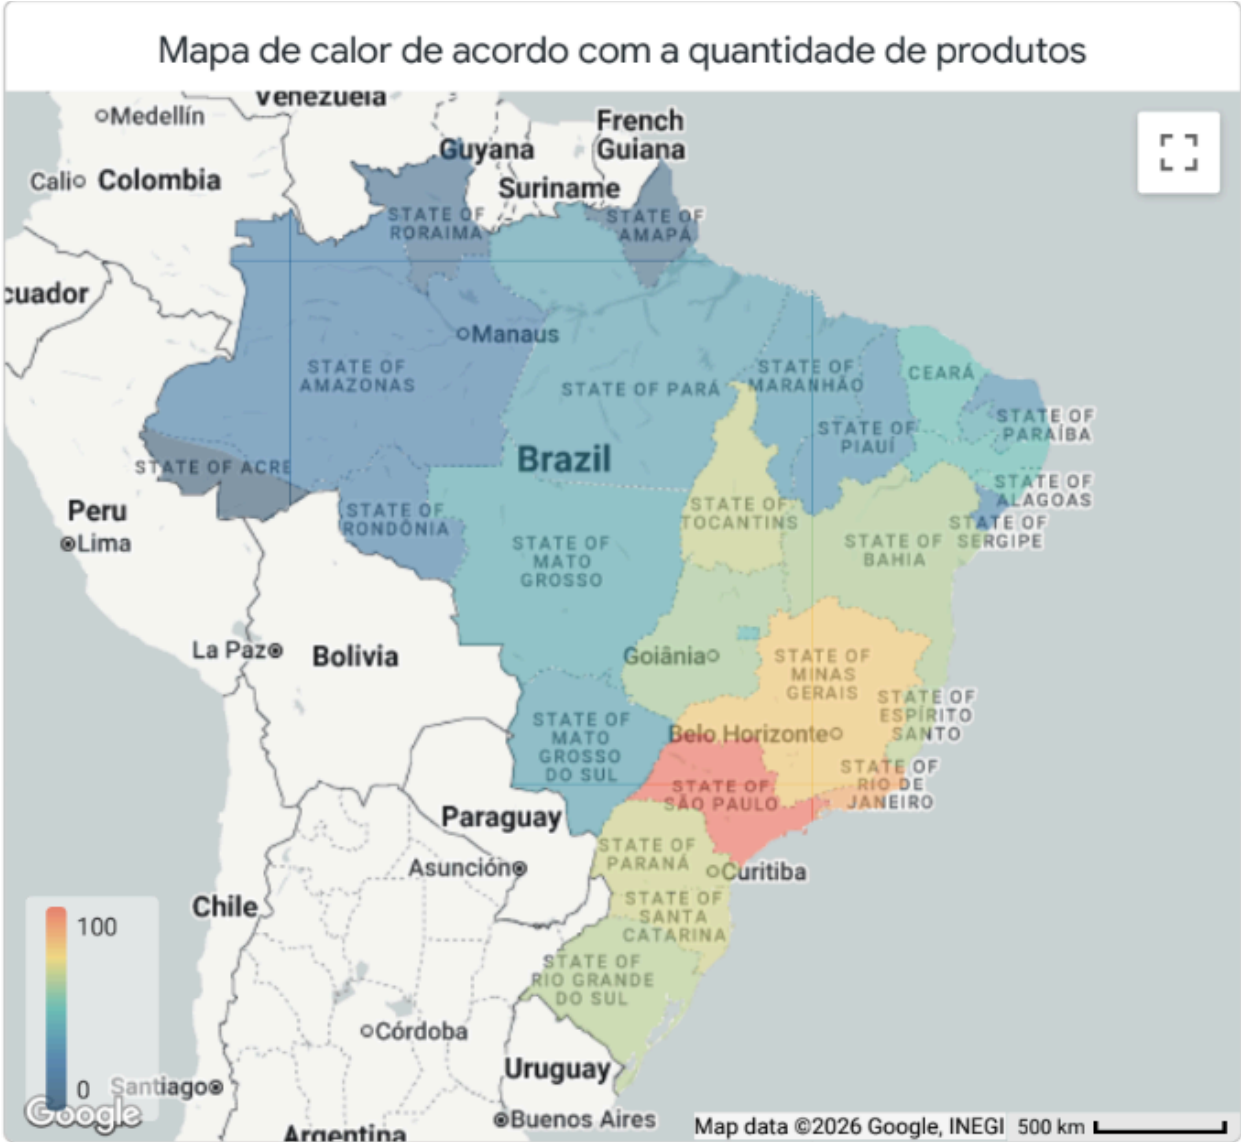 Mapa de calor de acordo com a quantidade de produtos
Venezuela
Medellín
French
Guiana
Guyana
Cali
Colombia
Suriname
STATE OF
RORAIMA
STATE OF
AMAPÁ
cuador
Manaus
STATE OF
AMAZONAS
STATE OF PARÁ
STATE OF
MARANHÃO
CEARÁ
STATE OF
PARAÍBA
STATE OF
PIAUÍ
Brazil
STATE OF ACRE
STATE OF
ALAGOAS
Peru
Lima
STATE OF
RONDÔNIA
STATE OF
TOCANTINS
STATE OF
SERGIPE
STATE OF
BAHIA
STATE OF
MATO
GROSSO
La Paz
Bolivia
Goiânia
STATE OF
MINAS
GERAIS
STATE OF
ESPÍRITO
SANTO
STATE OF
MATO
GROSSO
DO SUL
Belo Horizonte
STATE OF
RIO DE
JANEIRO
STATE OF
SÃO PAULO
Paraguay
Asunción
STATE OF
PARANÁ
Curitiba
Chile
STATE OF
SANTA
CATARINA
100
STATE OF
RIO GRANDE
DO SUL
Córdoba
Uruguay
0
Santiago
Google
Buenos Aires
Argentina
Map data ©2026 Google, INEGI
500 km